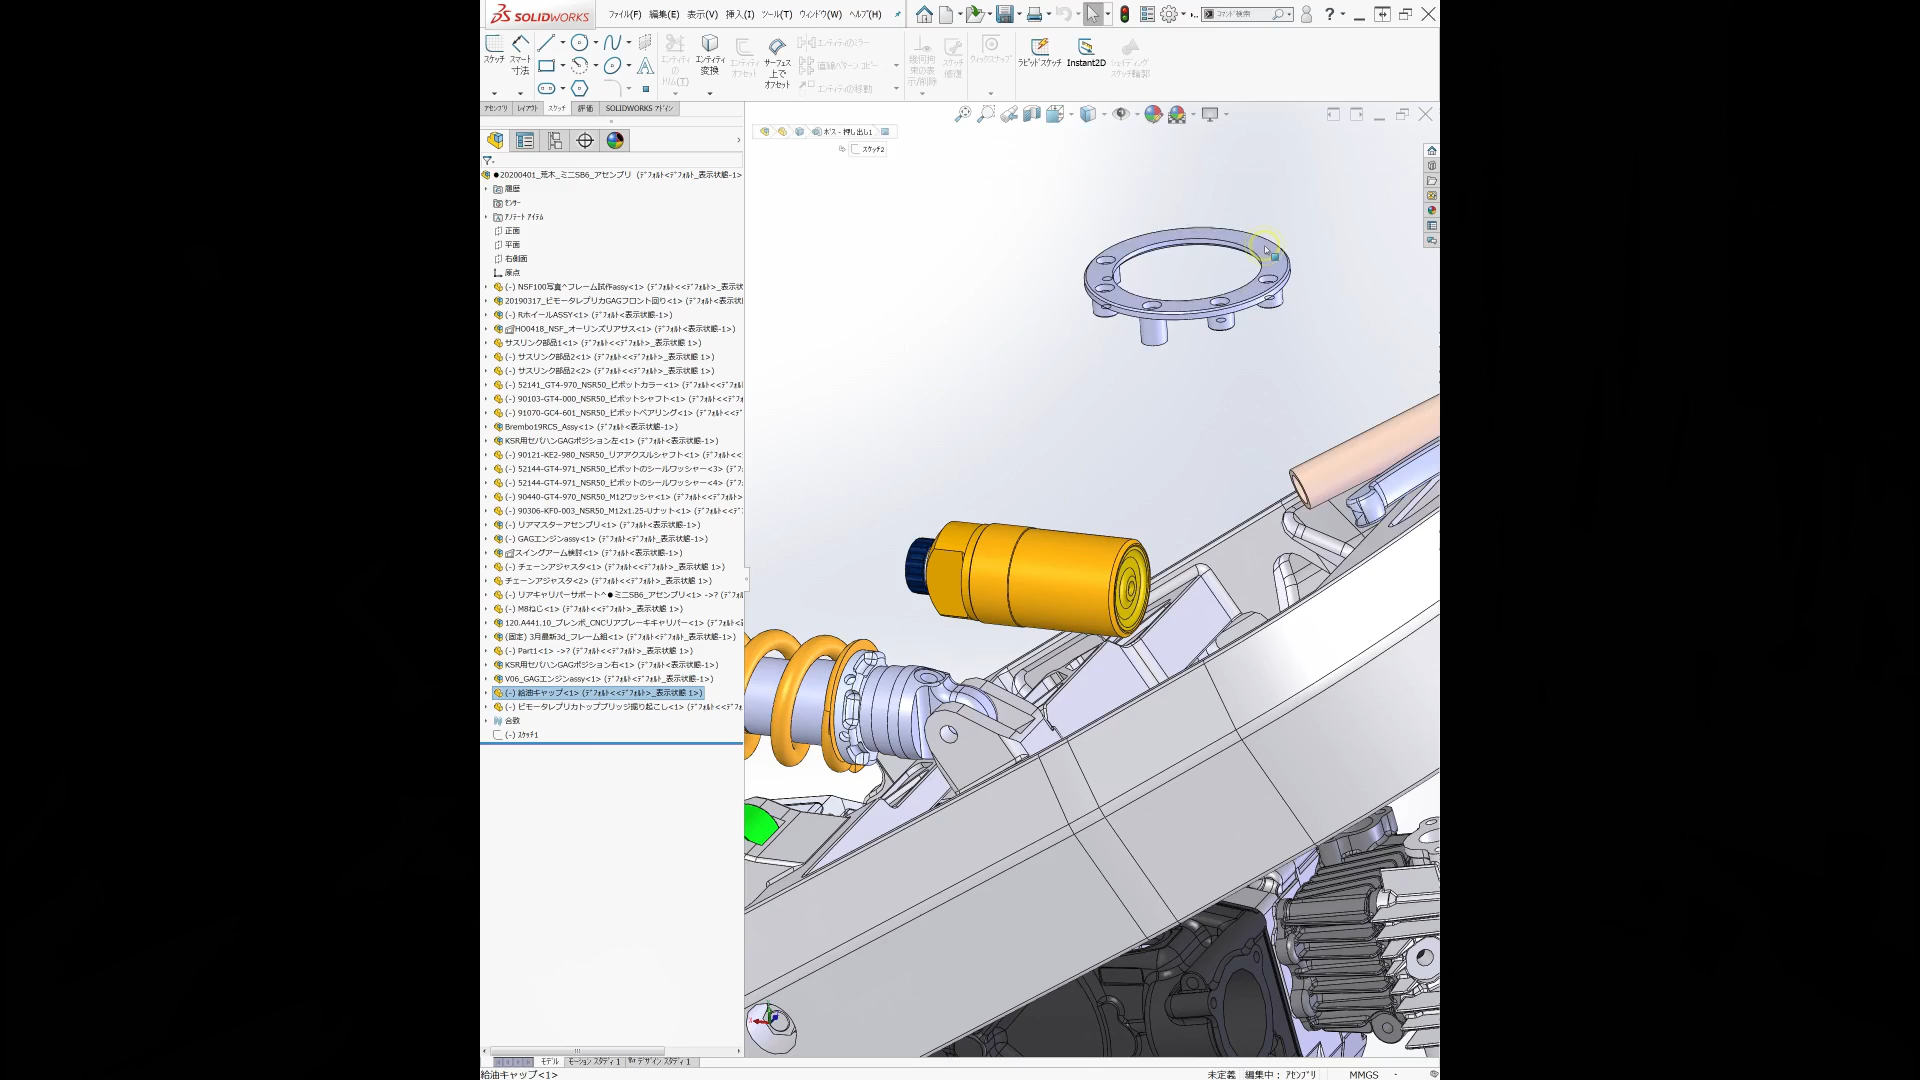 SOLIDWORKS ファイル(F) 編集(E) 表示(V) 挿入(I) ツール(T) ウィンドウ(W) ヘルプ(H) コマンド検索
スケッチ スマート寸法 エンティティのトリム(T) エンティティ変換 エンティティオフセット サーフェス上でオフセット エンティティのミラー 直線パターン コピー エンティティの移動 幾何拘束の表示/削除 スケッチ修復 クィックスナップ ラピッドスケッチ Instant2D シェイディング スケッチ輪郭
アセンブリ レイアウト スケッチ 評価 SOLIDWORKS アドイン
ボス - 押し出し1
スケッチ2
20200401_荒木_ミニSB6_アセンブリ (デフォルト<デフォルト_表示状態-1>
履歴
センサー
アノテート アイテム
正面
平面
右側面
原点
(-) NSF100写真^フレーム試作assy<1> (デフォルト<<デフォルト>_表示状
20190317_ビモータレプリカGAGフロント回り<1> (デフォルト<表示状
(-) RホイールASSY<1> (デフォルト<表示状態-1>)
HO0418_NSF_オーリンズリアサス<1> (デフォルト<表示状態-1>)
サスリンク部品1<1> (デフォルト<<デフォルト>_表示状態 1>)
(-) サスリンク部品2<1> (デフォルト<<デフォルト>_表示状態 1>)
(-) サスリンク部品2<2> (デフォルト<<デフォルト>_表示状態 1>)
(-) 52141_GT4-970_NSR50_ピボットカラー<1> (デフォルト<<デフォル
(-) 90103-GT4-000_NSR50_ピボットシャフト<1> (デフォルト<<デフ
(-) 91070-GC4-601_NSR50_ピボットベアリング<1> (デフォルト<<デ
Brembo19RCS_Assy<1> (デフォルト<表示状態-1>)
KSR用セパハンGAGポジション左<1> (デフォルト<表示状態-1>)
(-) 90121-KE2-980_NSR50_リアアクスルシャフト<1> (デフォルト<<
(-) 52144-GT4-971_NSR50_ピボットのシールワッシャー<3> (デフ
(-) 52144-GT4-971_NSR50_ピボットのシールワッシャー<4> (デフ
(-) 90440-GT4-970_NSR50_M12ワッシャ<1> (デフォルト<<デフォルト>
(-) 90306-KF0-003_NSR50_M12x1.25-Uナット<1> (デフォルト<<デフ
(-) リアマスターアセンブリ<1> (デフォルト<表示状態-1>)
(-) GAGエンジンassy<1> (デフォルト<デフォルト_表示状態-1>)
スイングアーム検討<1> (デフォルト<表示状態-1>)
(-) チェーンアジャスタ<1> (デフォルト<<デフォルト>_表示状態 1>)
チェーンアジャスタ<2> (デフォルト<<デフォルト>_表示状態 1>)
(-) リアキャリパーサポート^●ミニSB6_アセンブリ<1> ->? (デフォ
(-) M8ねじ<1> (デフォルト<<デフォルト>_表示状態 1>)
120.A441.10_ブレンボ_CNCリアブレーキキャリパー<1> (デフォルト<
(固定) 3月最新3d_フレーム組<1> (デフォルト<デフォルト_表示状態-1>)
(-) Part1<1> ->? (デフォルト<<デフォルト>_表示状態 1>)
KSR用セパハンGAGポジション右<1> (デフォルト<表示状態-1>)
V06_GAGエンジンassy<1> (デフォルト<デフォルト_表示状態-1>)
(-) 給油キャップ<1> (デフォルト<<デフォルト>_表示状態 1>)
(-) ビモータレプリカトップブリッジ掘り起こし<1> (デフォルト<<デフォ
合致
(-) スケッチ1
モデル モーション スタディ 1 デザイン スタディ 1
給油キャップ<1> 未定義 編集中: アセンブリ MMGS -